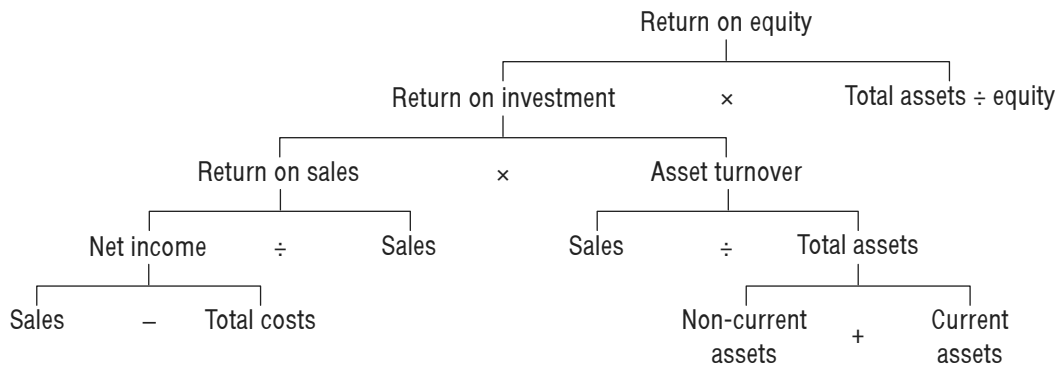 Return on equity
Return on investment × Total assets ÷ equity
Return on sales × Asset turnover
Net income ÷ Sales Sales ÷ Total assets
Sales − Total costs Non-current assets + Current assets